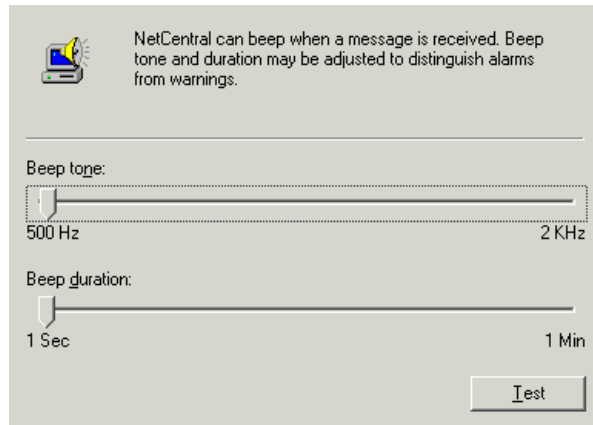 NetCentral can beep when a message is received. Beep
tone and duration may be adjusted to distinguish alarms
from warnings.
Beep tone:
500 Hz 2 KHz
Beep duration:
1 Sec 1 Min
Test